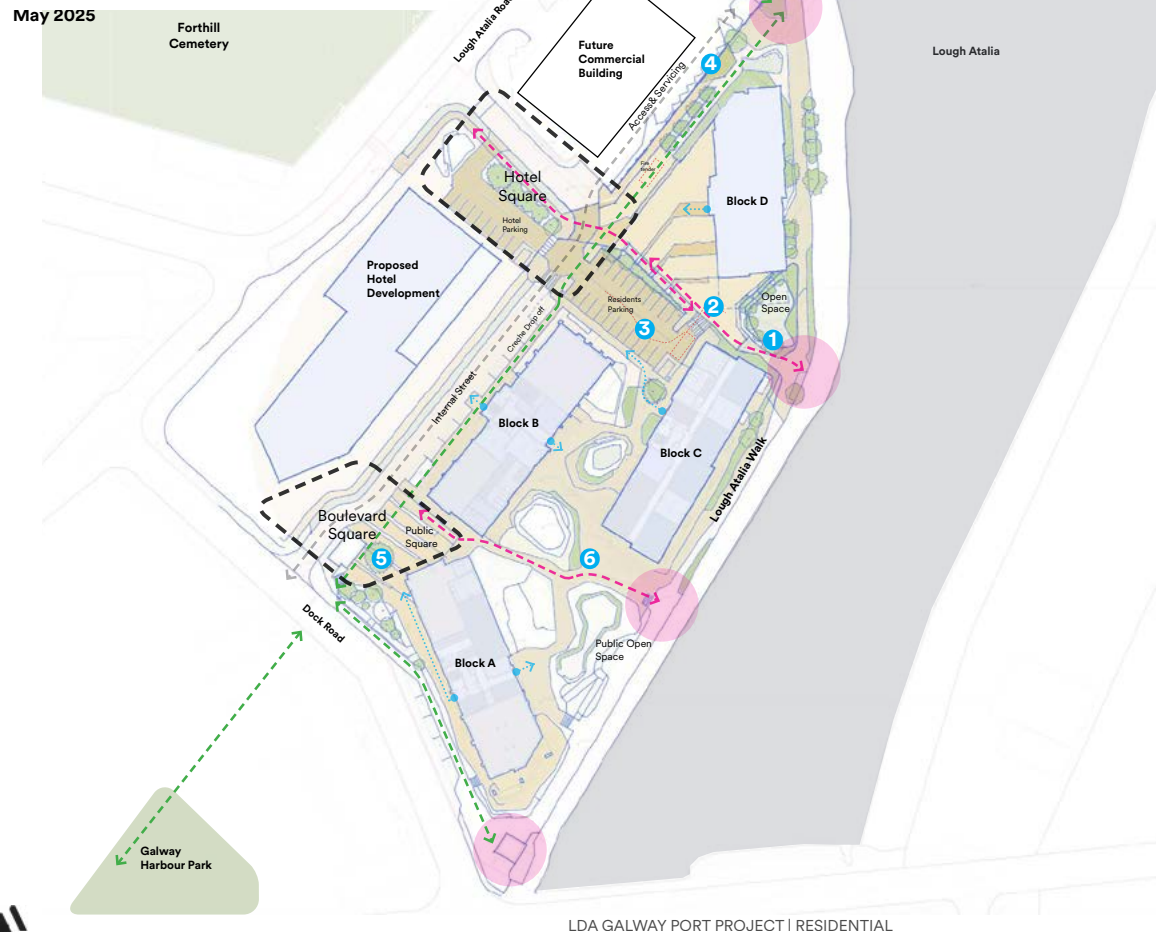 May 2025
Forthill
Cemetery
Lough Atalia Road
Future
Commercial
Building
Lough Atalia
4
Access& Servicing
Fire
tender
Hotel
Square
Hotel
Parking
Block D
Proposed
Hotel
Development
Residents
Parking
Open
Space
2
3
1
Creche Drop off
Internal Street
Block B
Block C
Lough Atalia Walk
Boulevard
Square
Public
Square
5
6
Dock Road
Public Open
Space
Block A
Galway
Harbour Park
LDA GALWAY PORT PROJECT | RESIDENTIAL